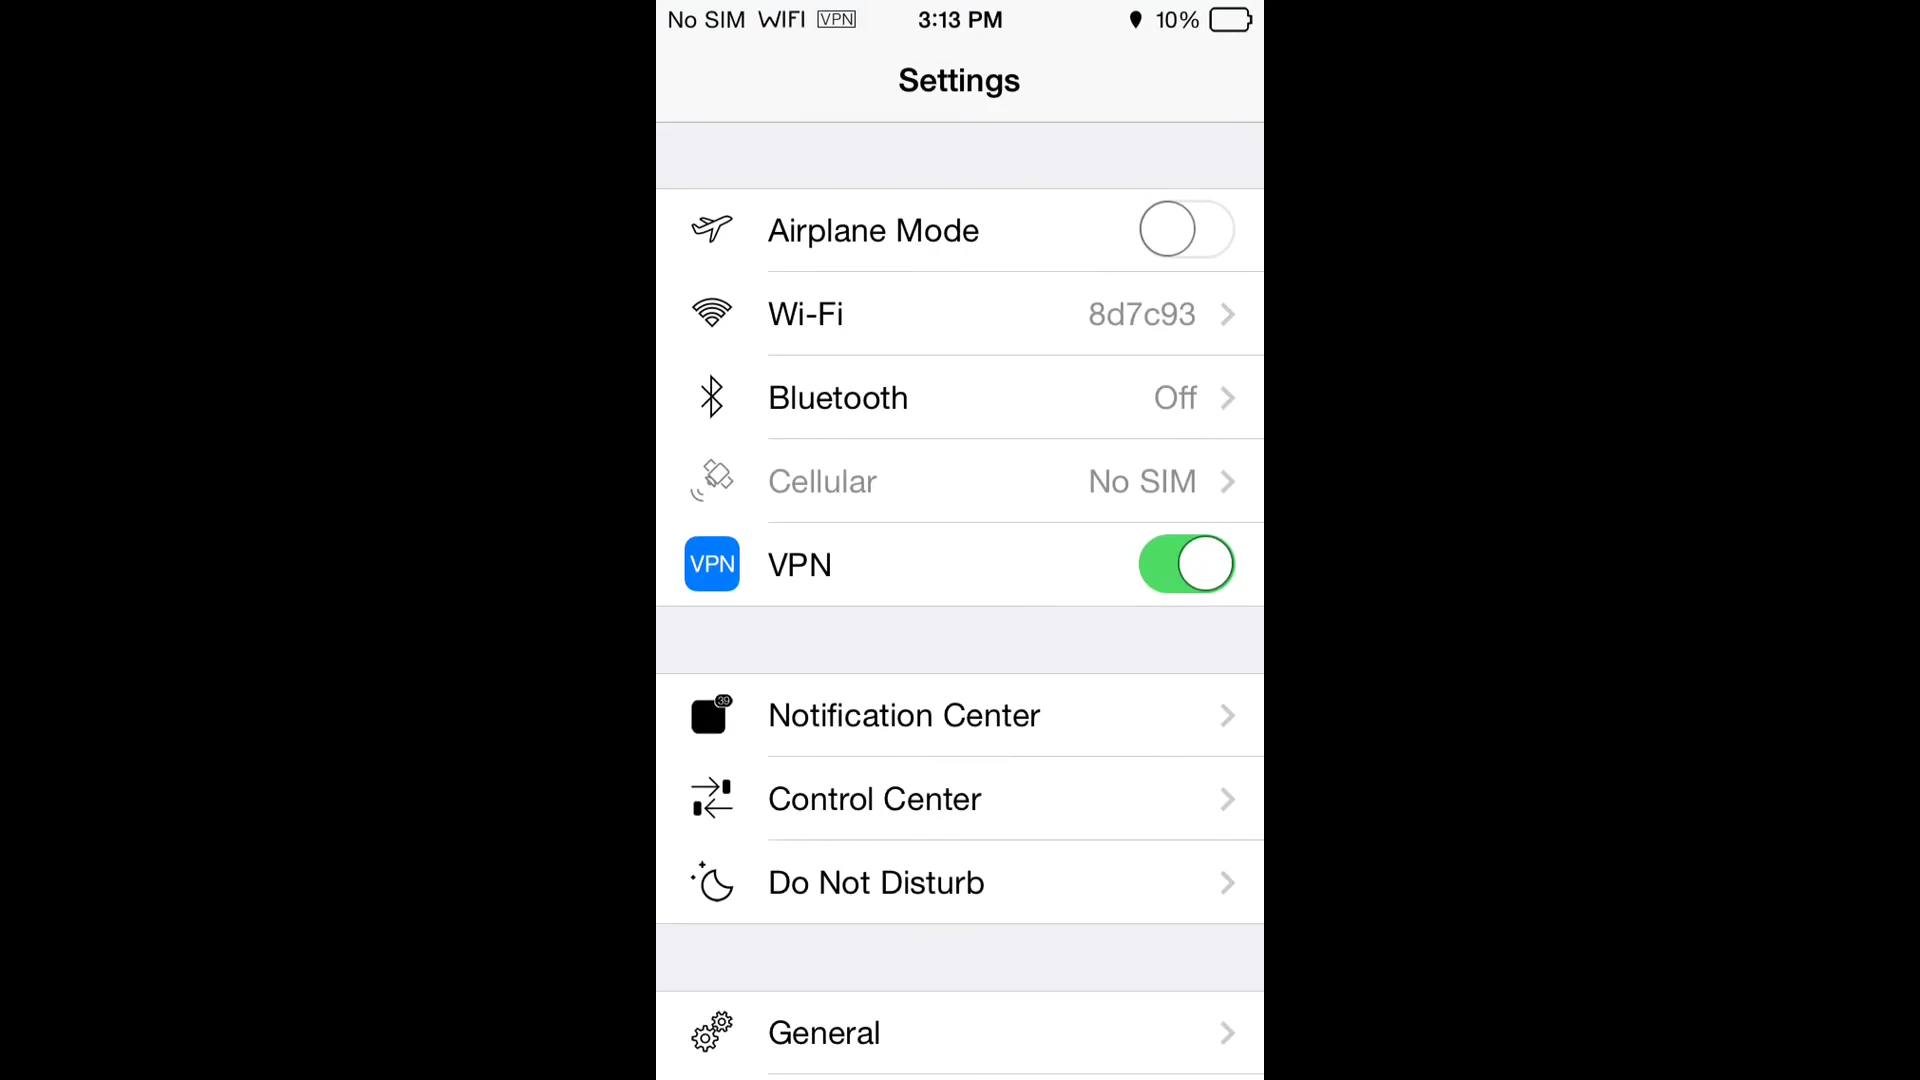 No SIM WIFI VPN 3:13 PM 10%
Settings
Airplane Mode
Wi-Fi 8d7c93
Bluetooth Off
Cellular No SIM
VPN VPN
39
Notification Center
Control Center
Do Not Disturb
General